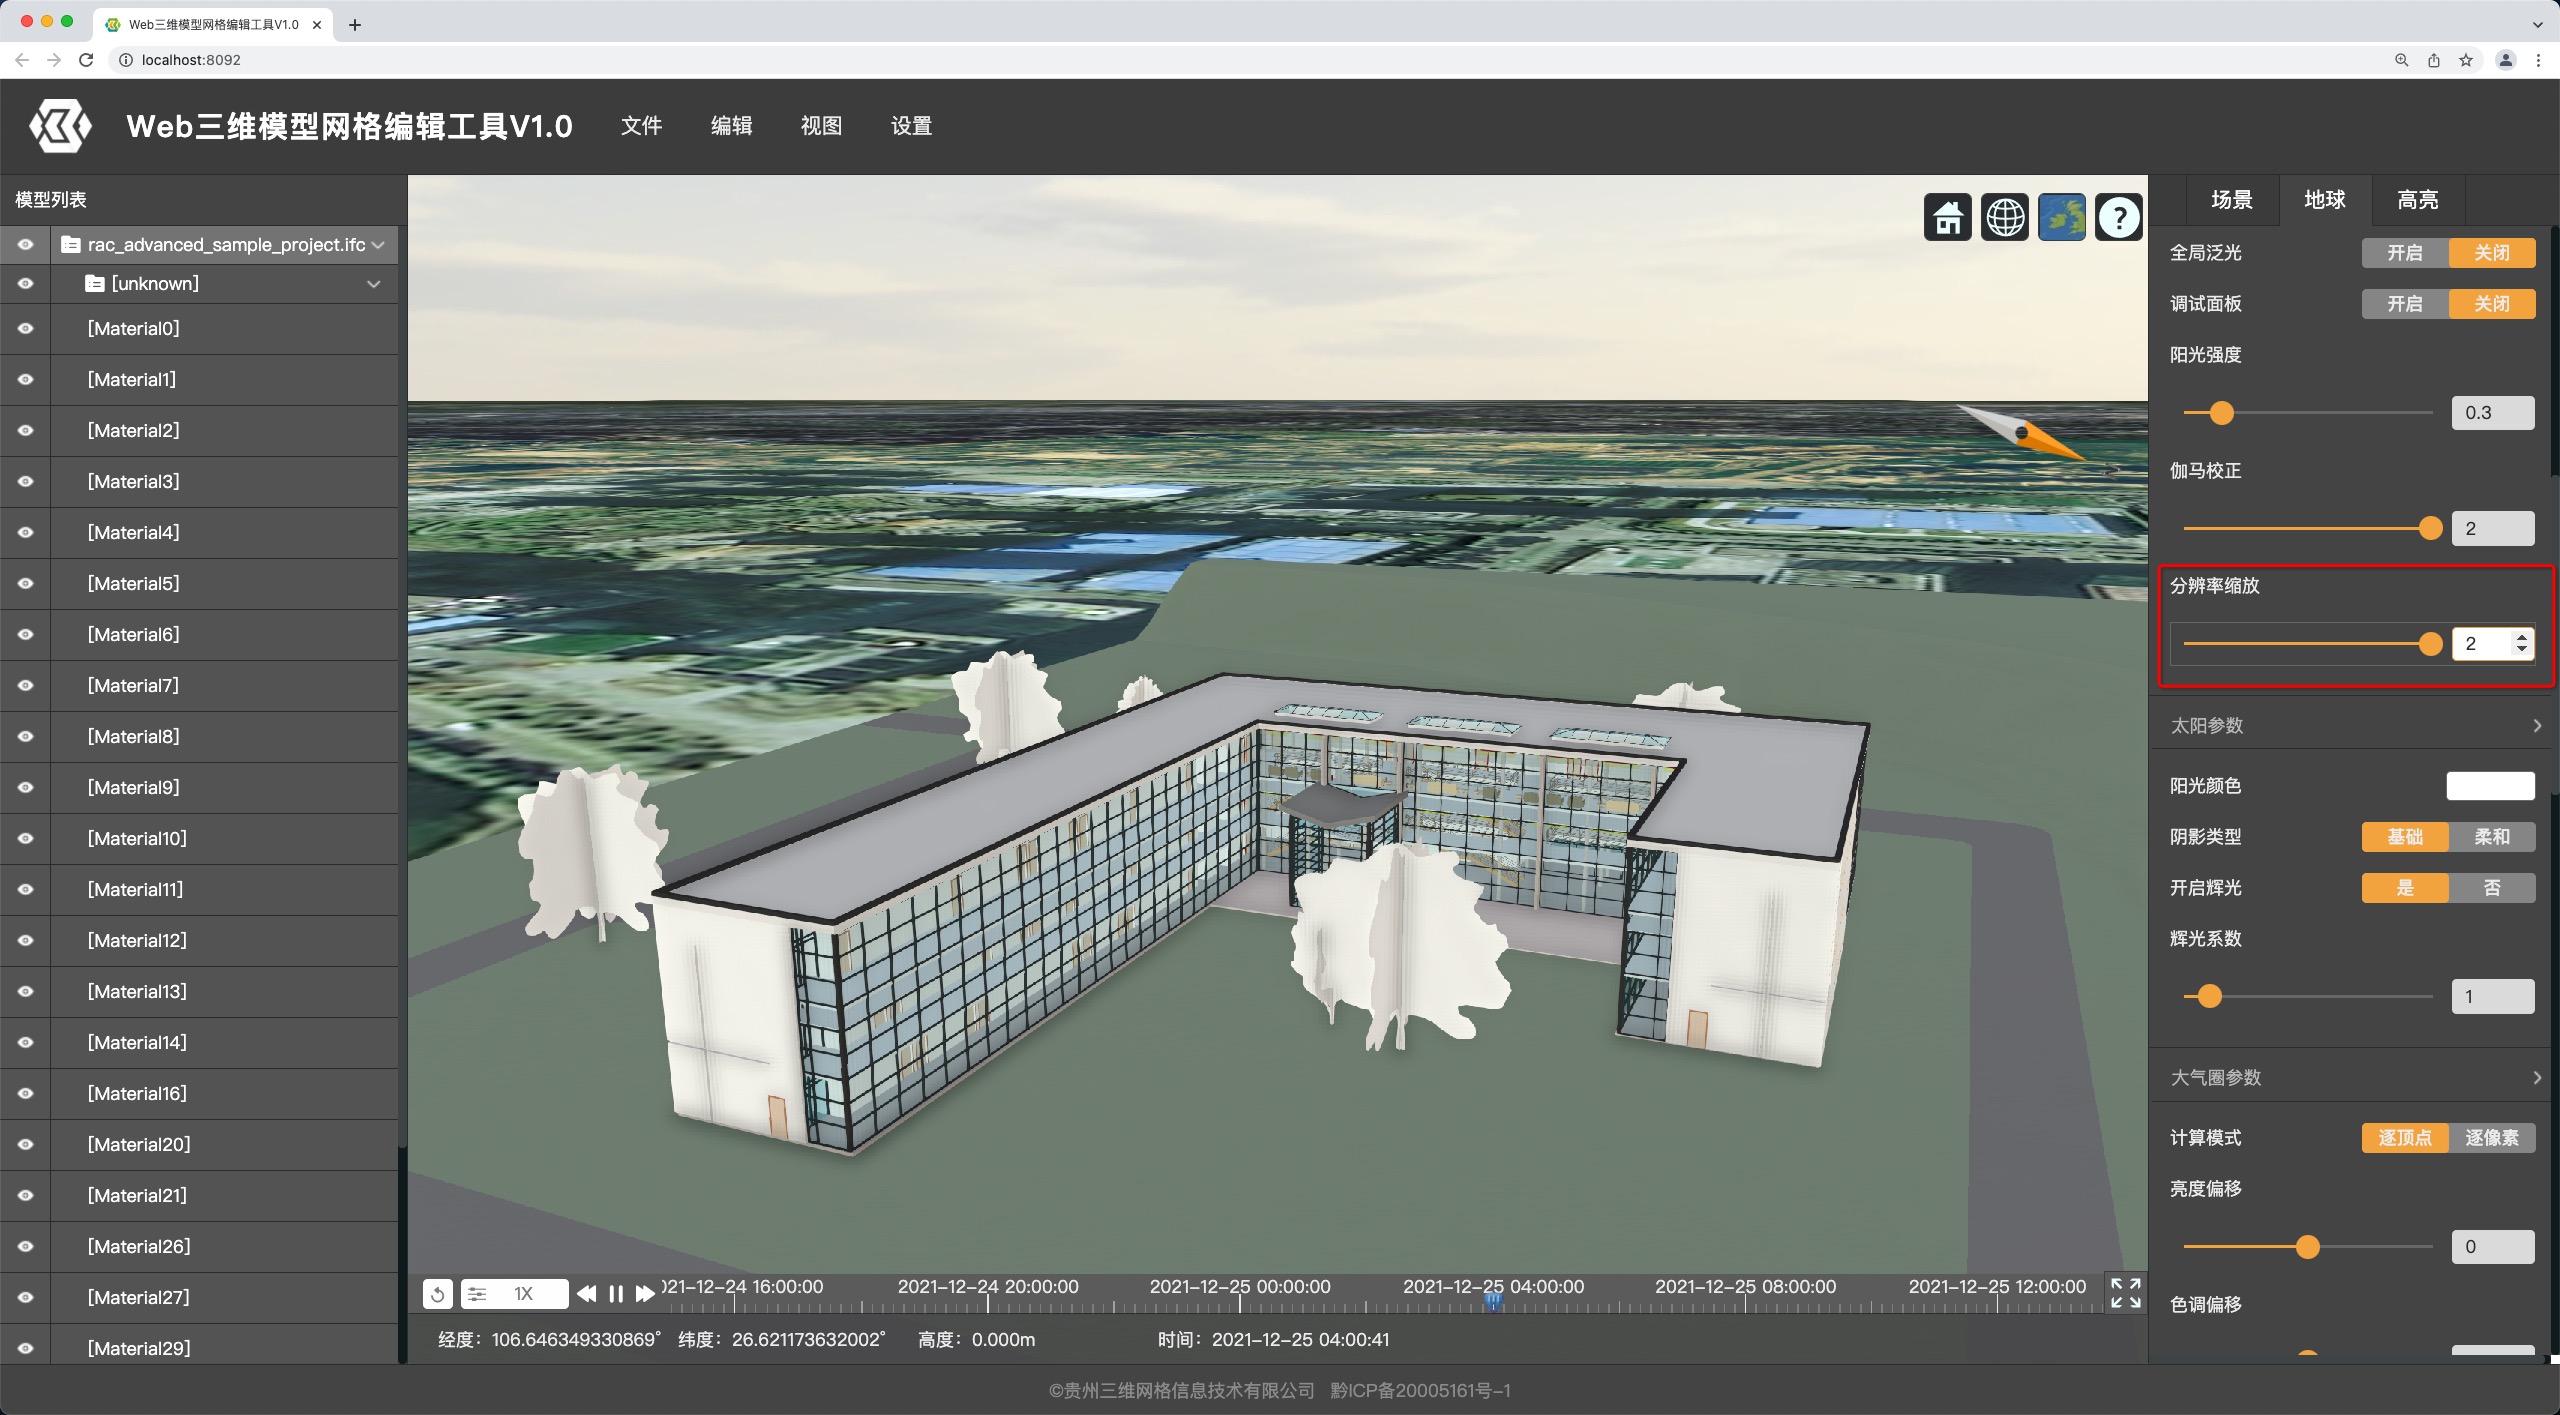 Web三维模型网格编辑工具V1.0
localhost:8092
Web三维模型网格编辑工具V1.0
文件
编辑
视图
设置
模型列表
rac_advanced_sample_project.ifc
[unknown]
[Material0]
[Material1]
[Material2]
[Material3]
[Material4]
[Material5]
[Material6]
[Material7]
[Material8]
[Material9]
[Material10]
[Material11]
[Material12]
[Material13]
[Material14]
[Material16]
[Material20]
[Material21]
[Material26]
[Material27]
[Material29]
?
1X
021-12-24 16:00:00
2021-12-24 20:00:00
2021-12-25 00:00:00
2021-12-25 04:00:00
2021-12-25 08:00:00
2021-12-25 12:00:00
经度：106.646349330869° 纬度：26.621173632002° 高度：0.000m 时间：2021-12-25 04:00:41
场景
地球
高亮
全局泛光 开启 关闭
调试面板 开启 关闭
阳光强度
0.3
伽马校正
2
分辨率缩放
2
太阳参数
阳光颜色
阴影类型 基础 柔和
开启辉光 是 否
辉光系数
1
大气圈参数
计算模式 逐顶点 逐像素
亮度偏移
0
色调偏移
©贵州三维网格信息技术有限公司 黔ICP备20005161号-1